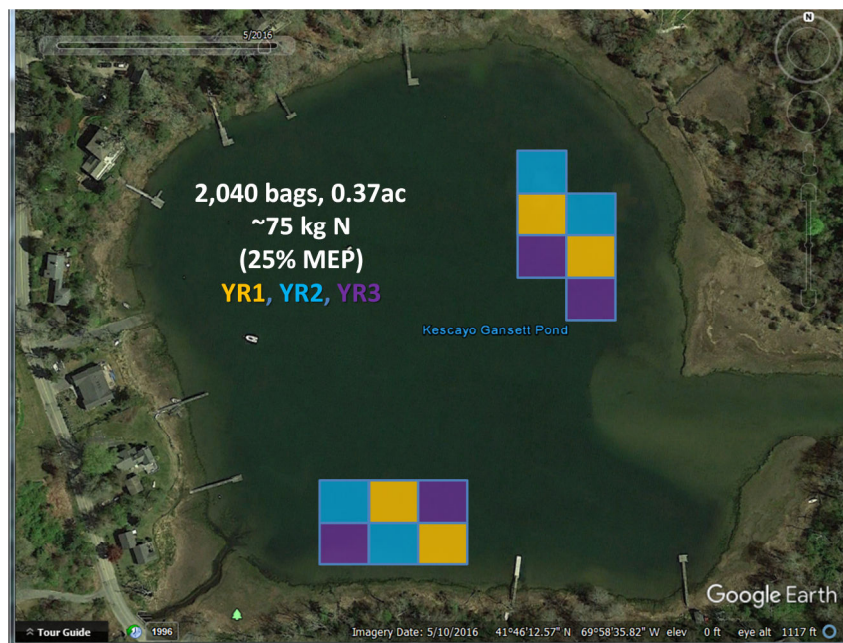 5/2016
N
2,040 bags, 0.37ac
~75 kg N
(25% MEP)
YR1, YR2, YR3
Kescayo Gansett Pond
Google Earth
Tour Guide
1996
Imagery Date: 5/10/2016 41°46'12.57" N 69°58'35.82" W elev 0 ft eye alt 1117 ft